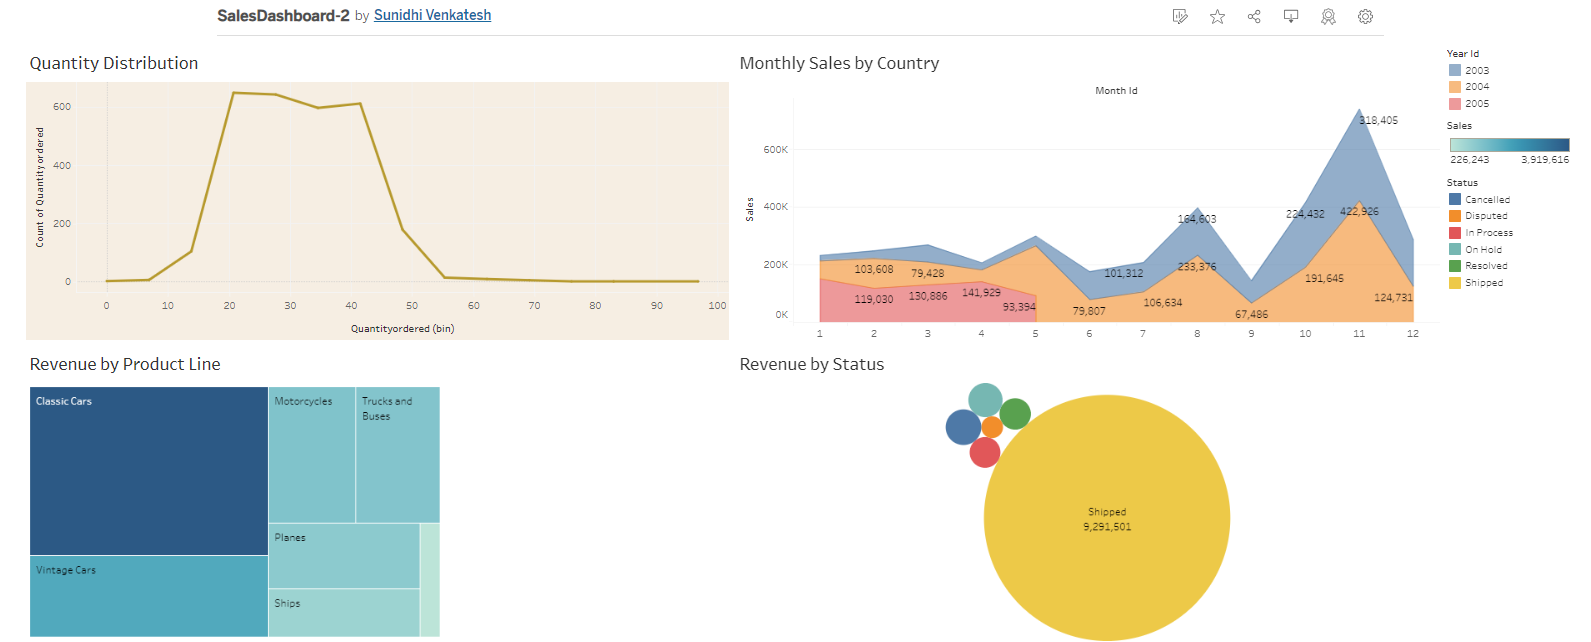 SalesDashboard-2 by Sunidhi Venkatesh
Quantity Distribution
Count of Quantityordered
600
400
200
0
0 10 20 30 40 50 60 70 80 90 100
Quantityordered (bin)
Monthly Sales by Country
Month Id
Sales
600K
400K
200K
0K
318,405
164,603
224,432
422,926
103,608
79,428
101,312
233,376
119,030
130,886
141,929
93,394
79,807
106,634
67,486
191,645
124,731
1 2 3 4 5 6 7 8 9 10 11 12
Year Id
2003
2004
2005
Sales
226,243 3,919,616
Status
Cancelled
Disputed
In Process
On Hold
Resolved
Shipped
Revenue by Product Line
Classic Cars
Motorcycles
Trucks and
Buses
Planes
Vintage Cars
Ships
Revenue by Status
Shipped
9,291,501